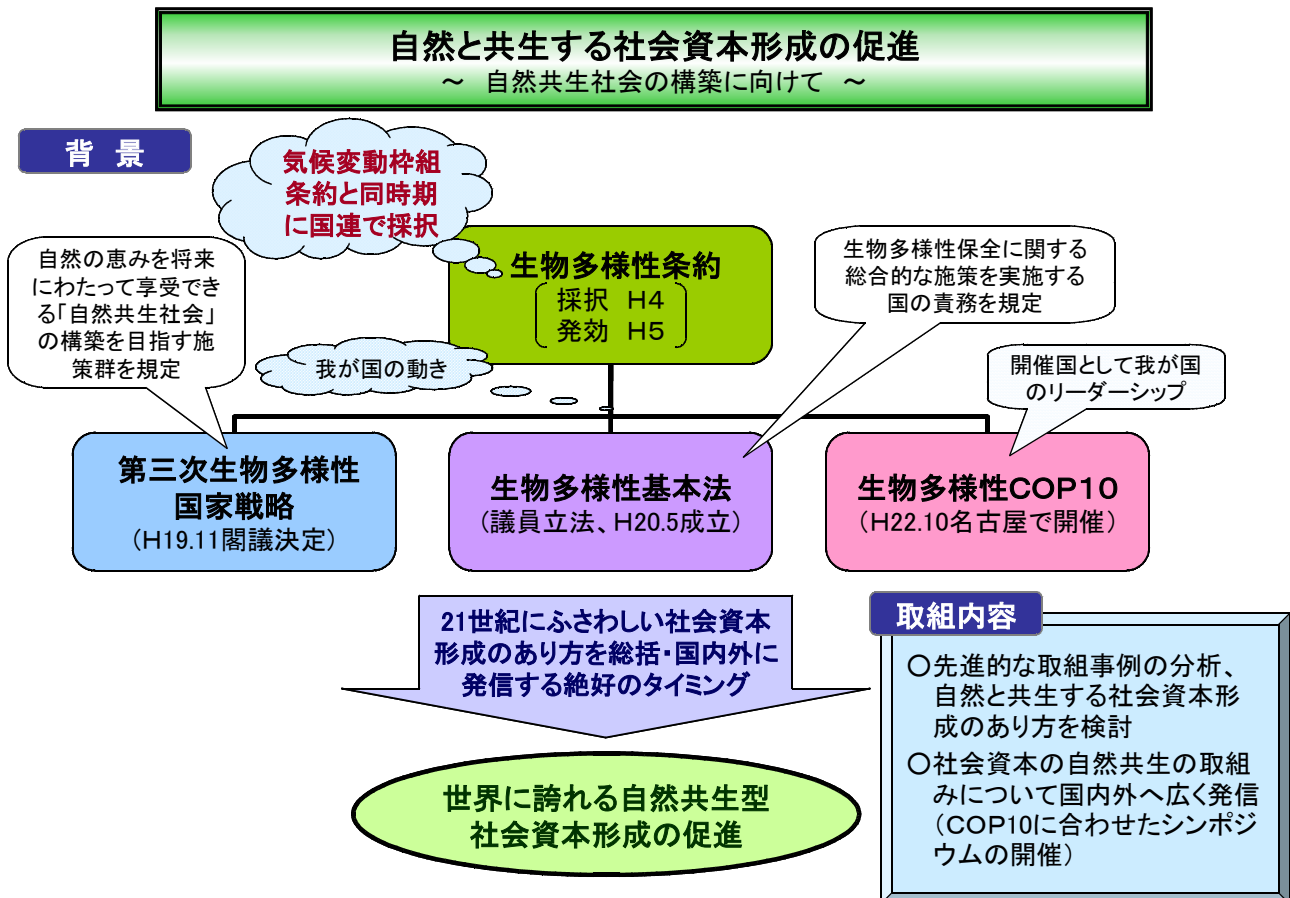 自然と共生する社会資本形成の促進
～ 自然共生社会の構築に向けて ～
背 景
気候変動枠組
条約と同時期
に国連で採択
自然の恵みを将来
にわたって享受でき
る「自然共生社会」
の構築を目指す施
策群を規定
生物多様性条約
採択 H4
発効 H5
生物多様性保全に関する
総合的な施策を実施する
国の責務を規定
我が国の動き
開催国として我が国
のリーダーシップ
第三次生物多様性
国家戦略
（H19.11閣議決定）
生物多様性基本法
（議員立法、H20.5成立）
生物多様性COP10
（H22.10名古屋で開催）
21世紀にふさわしい社会資本
形成のあり方を総括・国内外に
発信する絶好のタイミング
世界に誇れる自然共生型
社会資本形成の促進
取組内容
○先進的な取組事例の分析、
自然と共生する社会資本形
成のあり方を検討
○社会資本の自然共生の取組
みについて国内外へ広く発信
（COP10に合わせたシンポジ
ウムの開催）